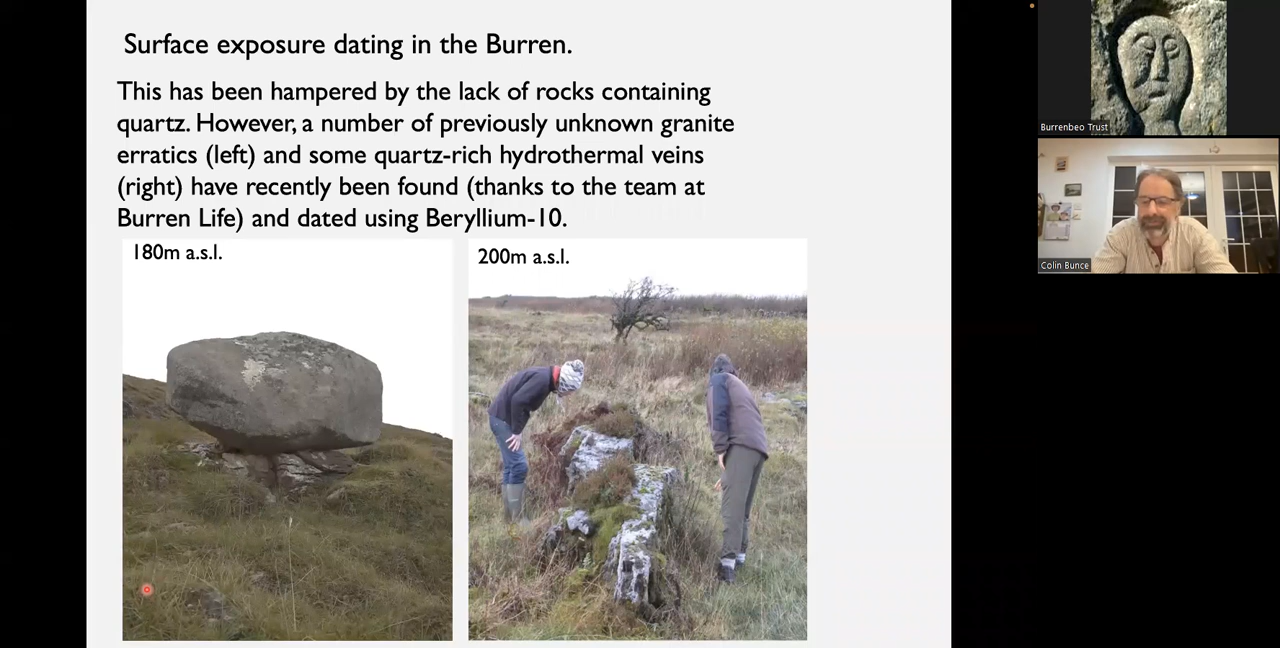 Surface exposure dating in the Burren.
This has been hampered by the lack of rocks containing
quartz. However, a number of previously unknown granite
erratics (left) and some quartz-rich hydrothermal veins
(right) have recently been found (thanks to the team at
Burren Life) and dated using Beryllium-10.
180m a.s.l.
200m a.s.l.
Burrenbeo Trust
Colin Bunce